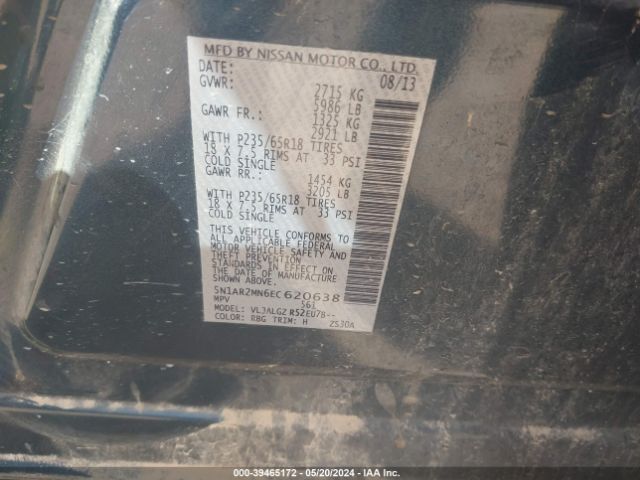 MFD BY NISSAN MOTOR CO., LTD.
DATE: 08/13
GVWR: 2715 KG
5986 LB
GAWR FR.: 1325 KG
2921 LB
WITH P235/65R18 TIRES
18 X 7.5 RIMS AT 33 PSI
COLD SINGLE
GAWR RR.: 1454 KG
3205 LB
WITH P235/65R18 TIRES
18 X 7.5 RIMS AT 33 PSI
COLD SINGLE
THIS VEHICLE CONFORMS TO
ALL APPLICABLE FEDERAL
MOTOR VEHICLE SAFETY AND
THEFT PREVENTION
STANDARDS IN EFFECT ON
THE DATE OF MANUFACTURE
SHOWN ABOVE.
5N1AR2MN6EC620638
MPV 561
MODEL: VLJALGZ R52EU7B--
COLOR: RBG TRIM: H ZS30A
000-39465172 — 05/20/2024 — IAA Inc.